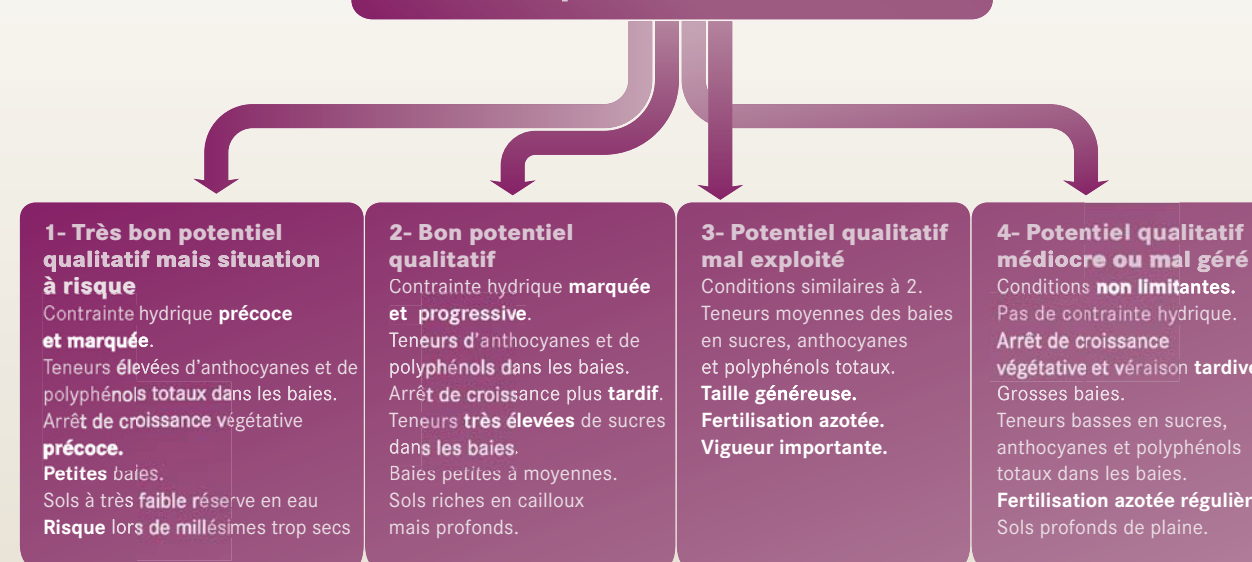 1- Très bon potentiel
qualitatif mais situation
à risque
Contrainte hydrique précoce
et marquée.
Teneurs élevées d'anthocyanes et de
polyphénols totaux dans les baies.
Arrêt de croissance végétative
précoce.
Petites baies.
Sols à très faible réserve en eau
Risque lors de millésimes trop secs
2- Bon potentiel
qualitatif
Contrainte hydrique marquée
et progressive.
Teneurs d'anthocyanes et de
polyphénols dans les baies.
Arrêt de croissance plus tardif.
Teneurs très élevées de sucres
dans les baies.
Baies petites à moyennes.
Sols riches en cailloux
mais profonds.
3- Potentiel qualitatif
mal exploité
Conditions similaires à 2.
Teneurs moyennes des baies
en sucres, anthocyanes
et polyphénols totaux.
Taille généreuse.
Fertilisation azotée.
Vigueur importante.
4- Potentiel qualitatif
médiocre ou mal géré
Conditions non limitantes.
Pas de contrainte hydrique.
Arrêt de croissance
végétative et véraison
Grosses baies.
Teneurs basses en sucres,
anthocyanes et polyphénols
totaux dans les baies.
Fertilisation azotée
Sols profonds de plaine.